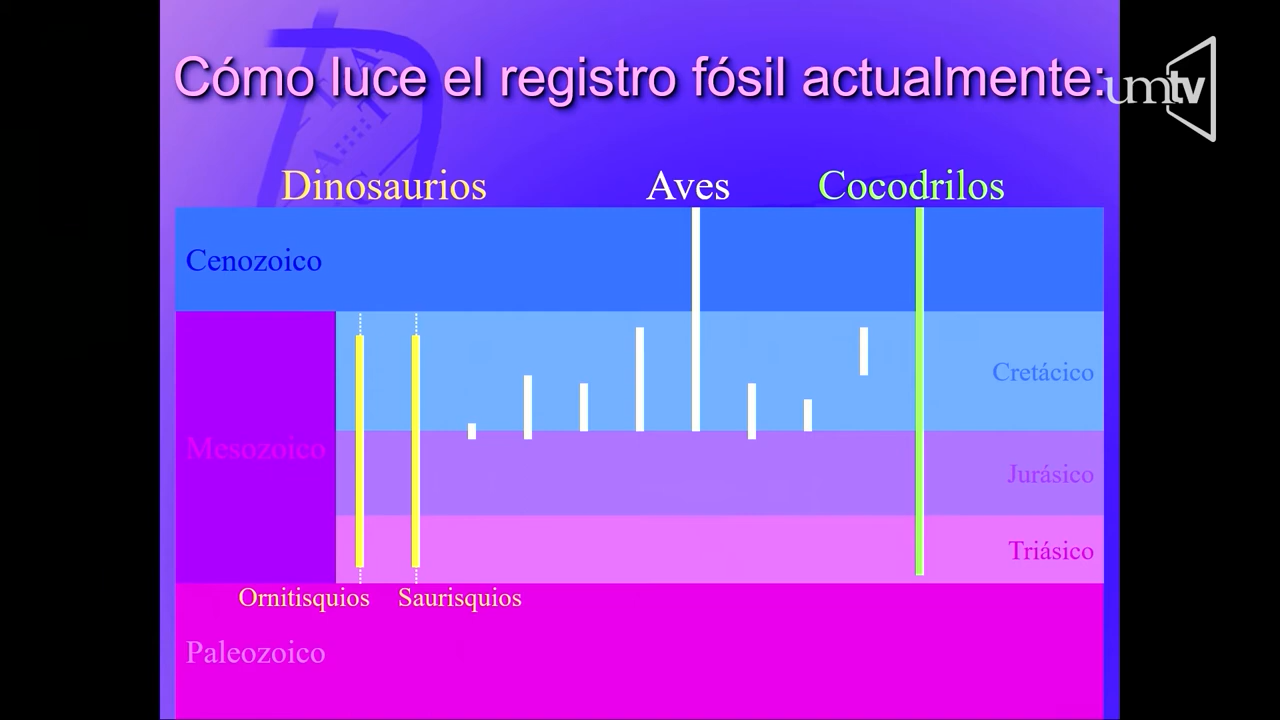 Cómo luce el registro fósil actualmente:
umtv
Dinosaurios
Aves
Cocodrilos
Cenozoico
Cretácico
Mesozoico
Jurásico
Triásico
Ornitisquios
Saurisquios
Paleozoico